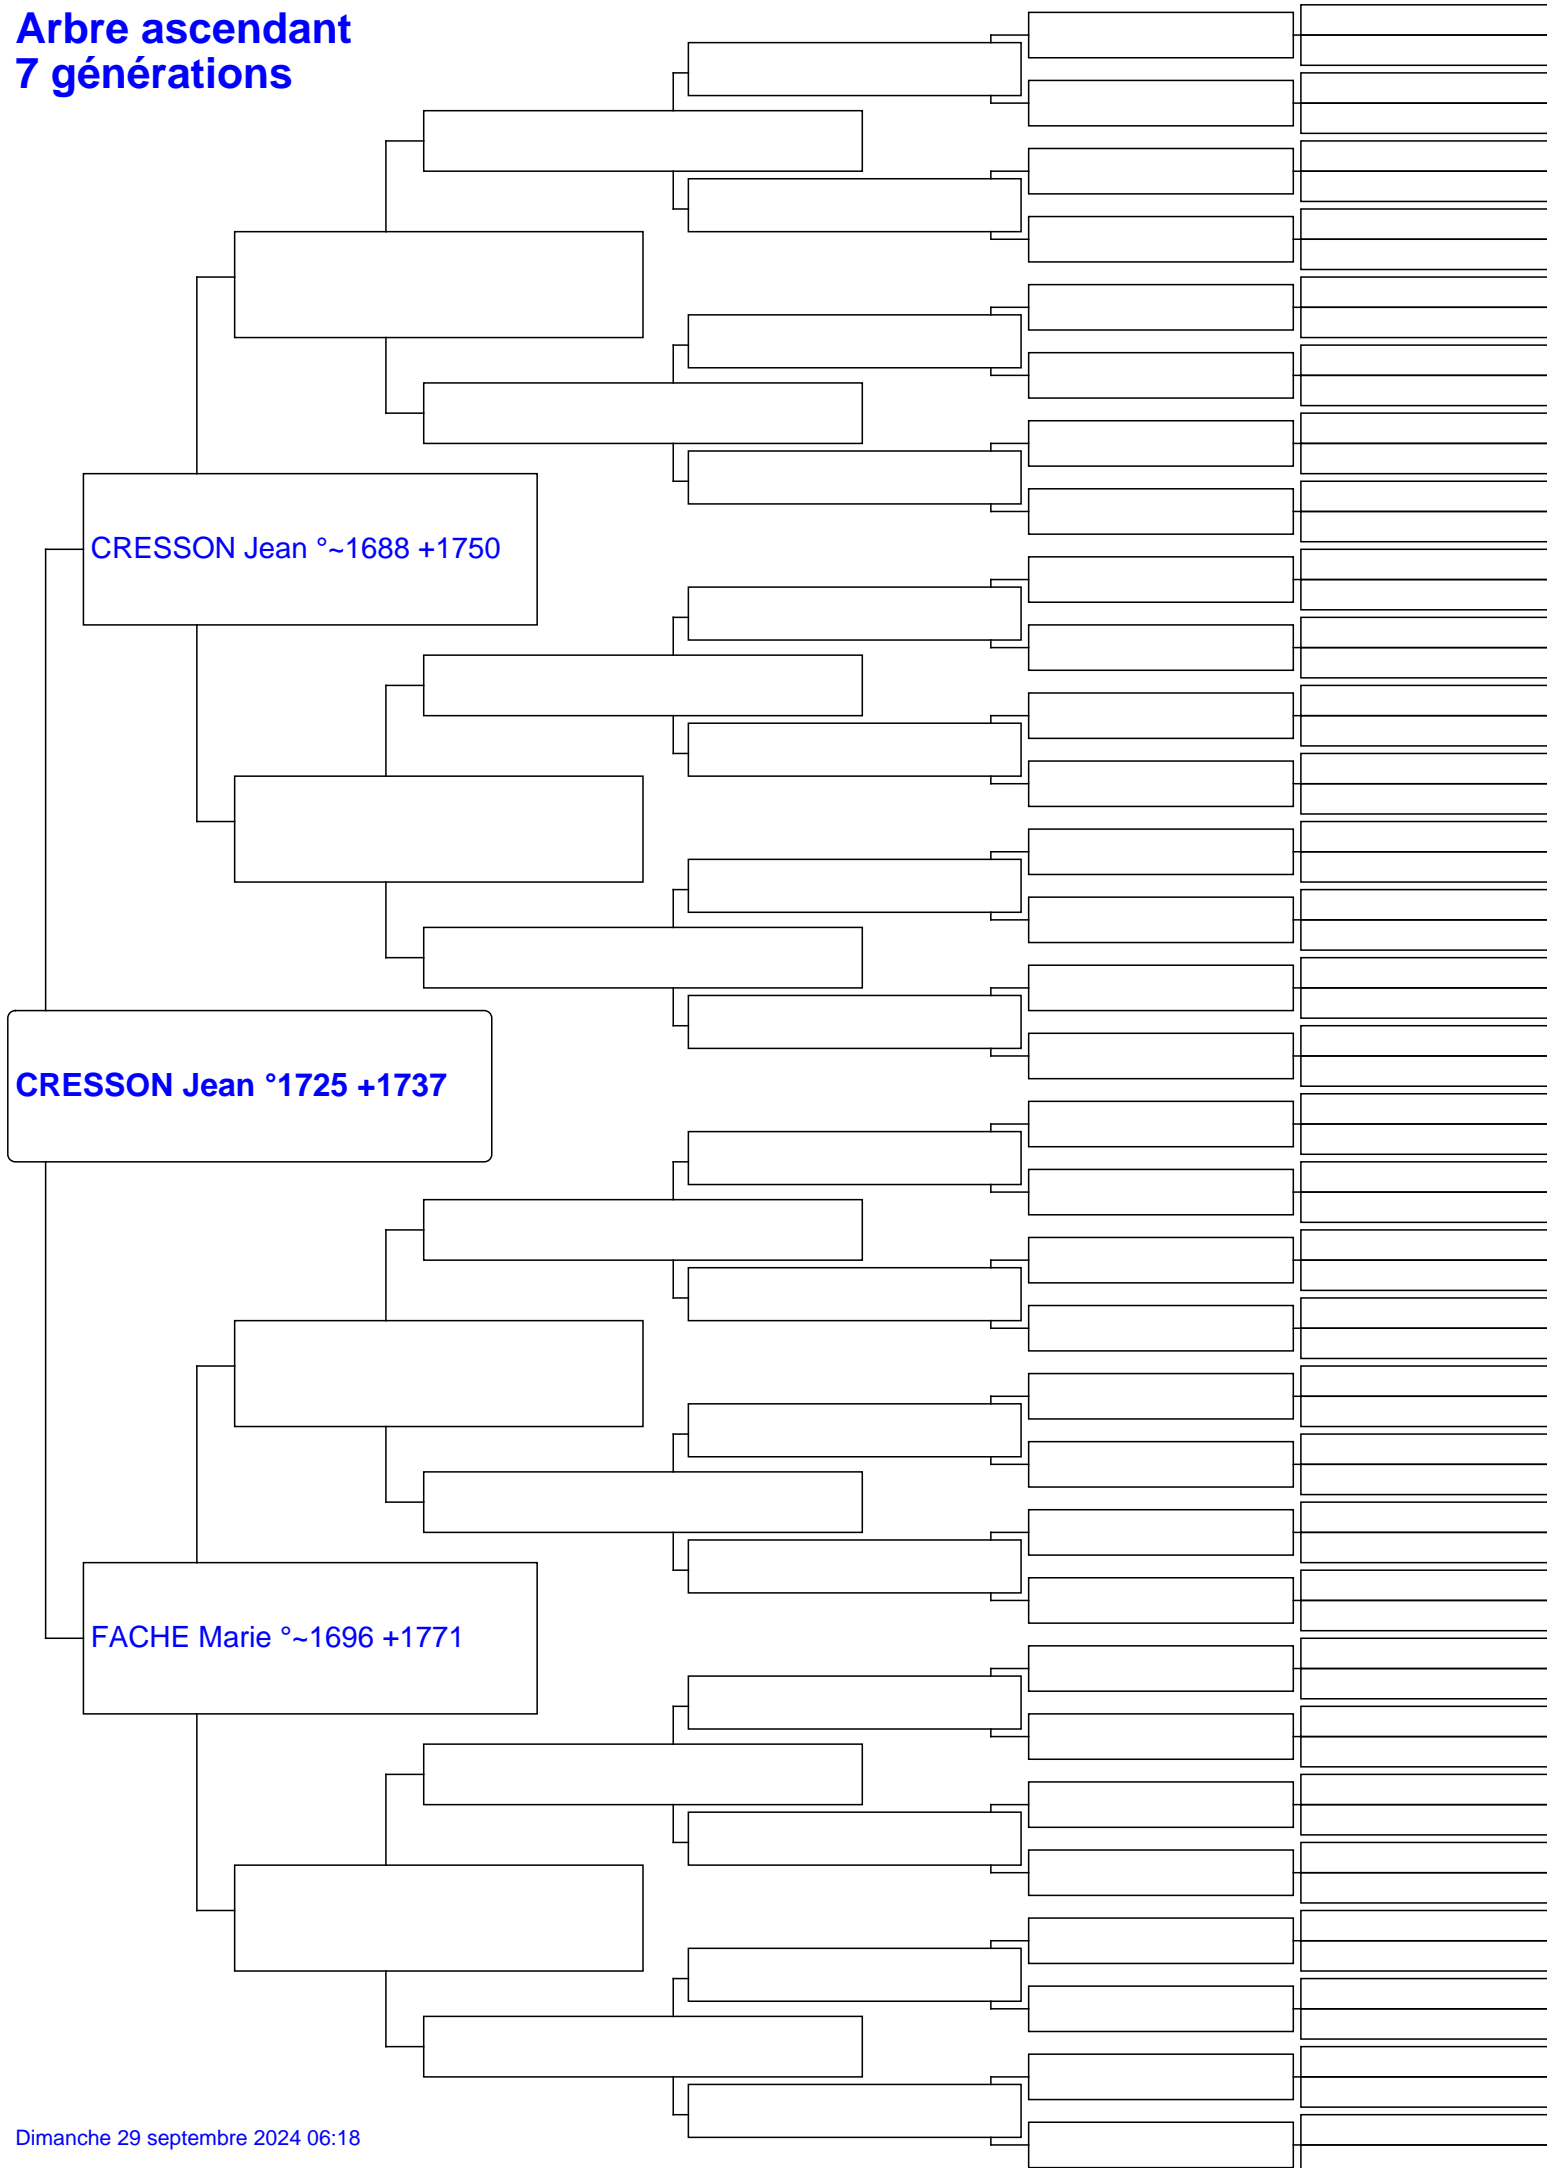 Arbre ascendant
7 générations
CRESSON Jean °~1688 +1750
CRESSON Jean °1725 +1737
FACHE Marie °~1696 +1771
Dimanche 29 septembre 2024 06:18